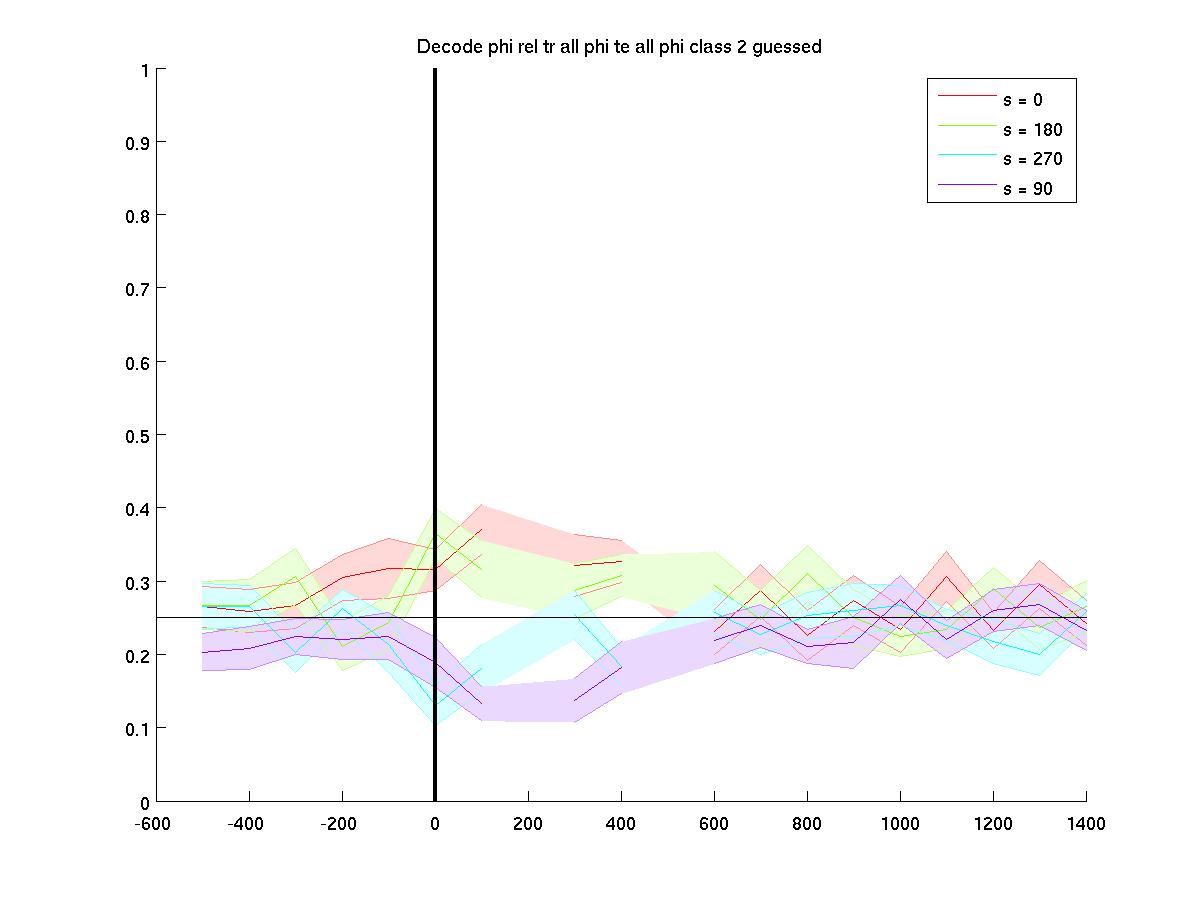 Decode phi rel tr all phi te all phi class 2 guessed
s = 0
s = 180
s = 270
s = 90
1
0.9
0.8
0.7
0.6
0.5
0.4
0.3
0.2
0.1
0
-600 -400 -200 0 200 400 600 800 1000 1200 1400